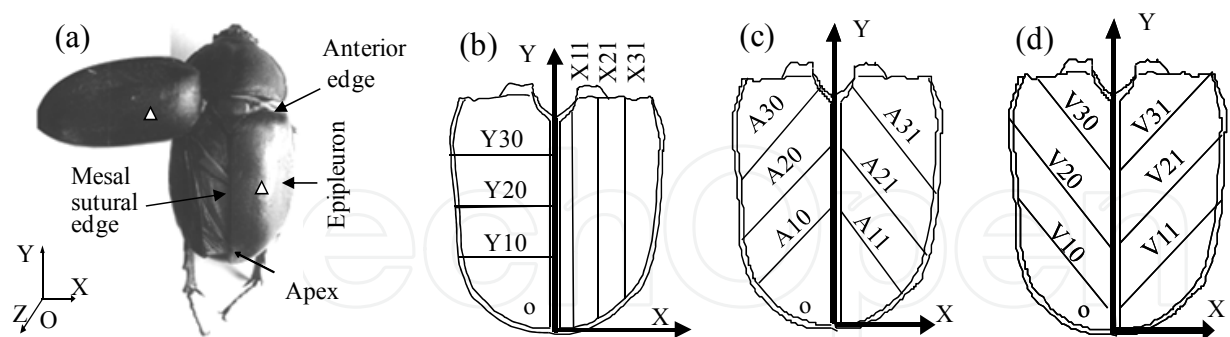 (a)
Anterior
edge
Mesal
sutural
edge
Epipleuron
Apex
Y
X
Z
O
(b)
Y
X11
X21
X31
Y30
Y20
Y10
o
X
(c)
Y
A30
A20
A10
A31
A21
A11
o
X
(d)
Y
V30
V20
V10
V31
V21
V11
o
X